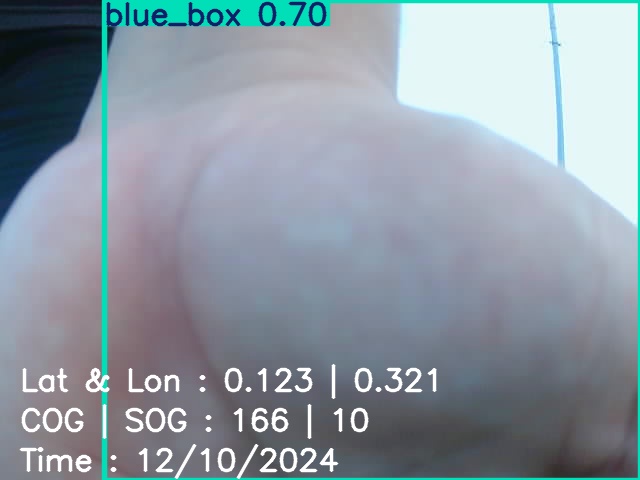 blue_box 0.70
Lat & Lon : 0.123 | 0.321
COG | SOG : 166 | 10
Time : 12/10/2024